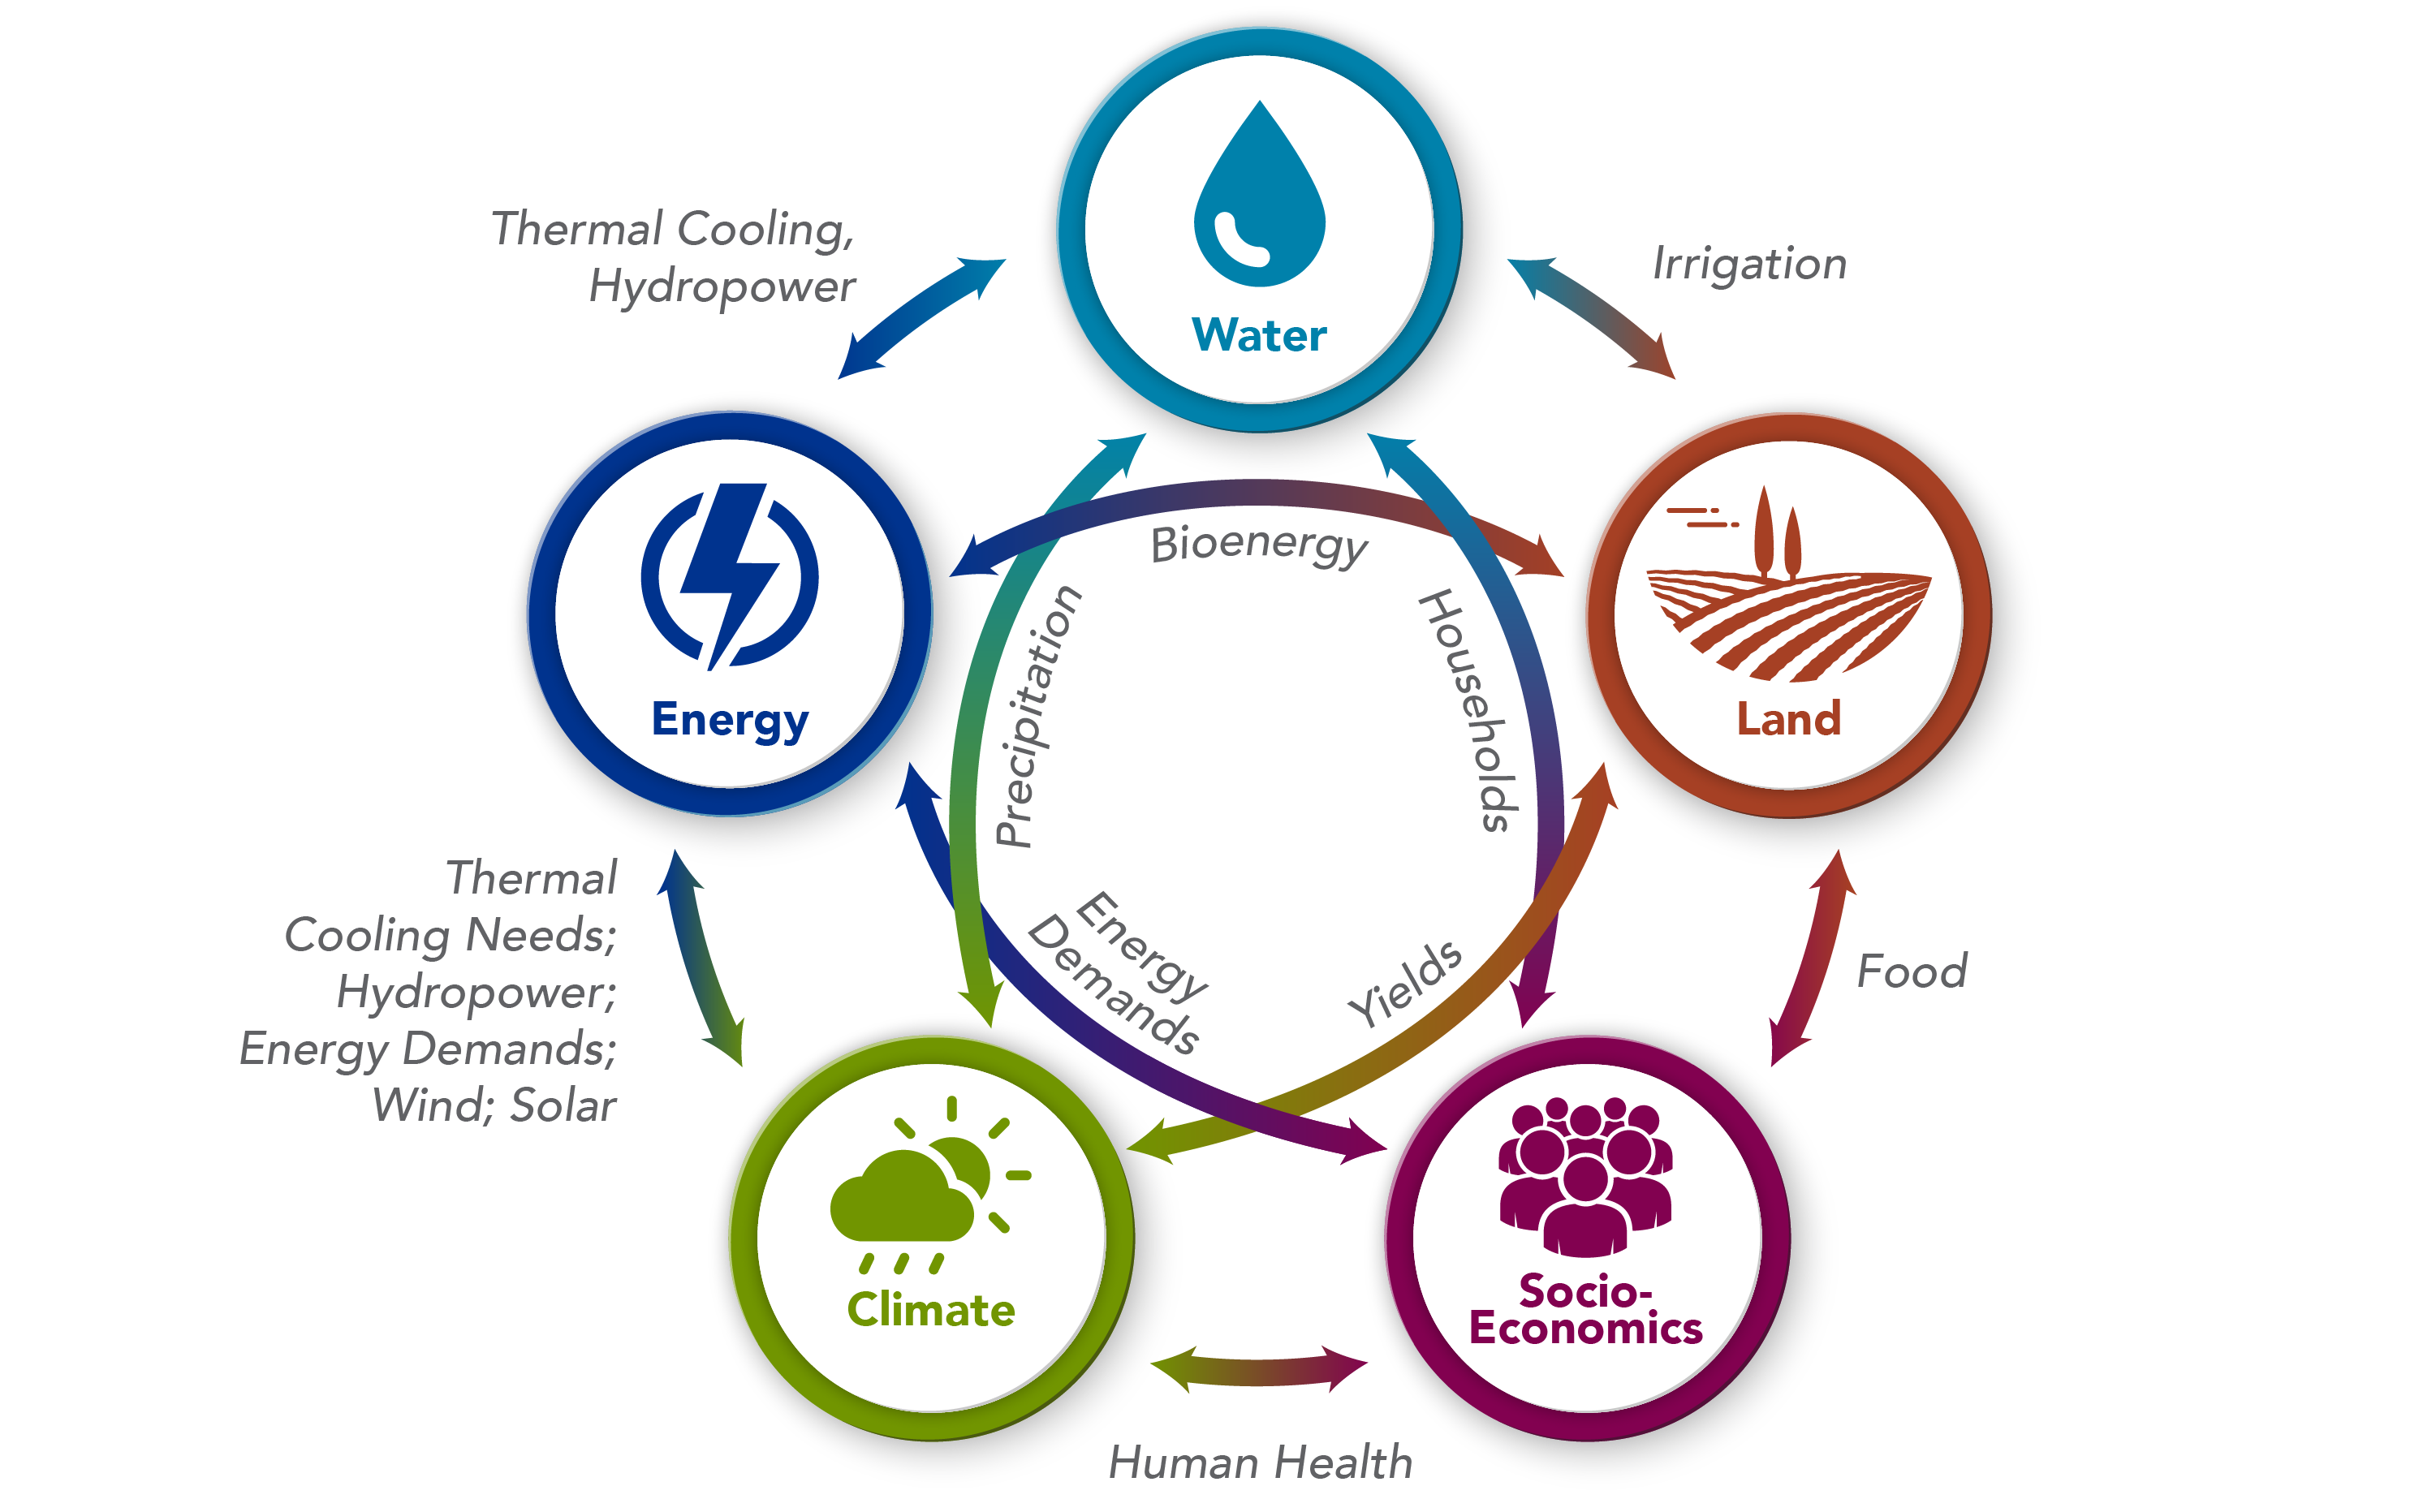 Water
Thermal Cooling,
Hydropower
Irrigation
Energy
Bioenergy
Land
Precipitation
Households
Thermal
Cooling Needs;
Hydropower;
Energy Demands;
Wind; Solar
Energy
Demands
Yields
Food
Climate
Socio-
Economics
Human Health